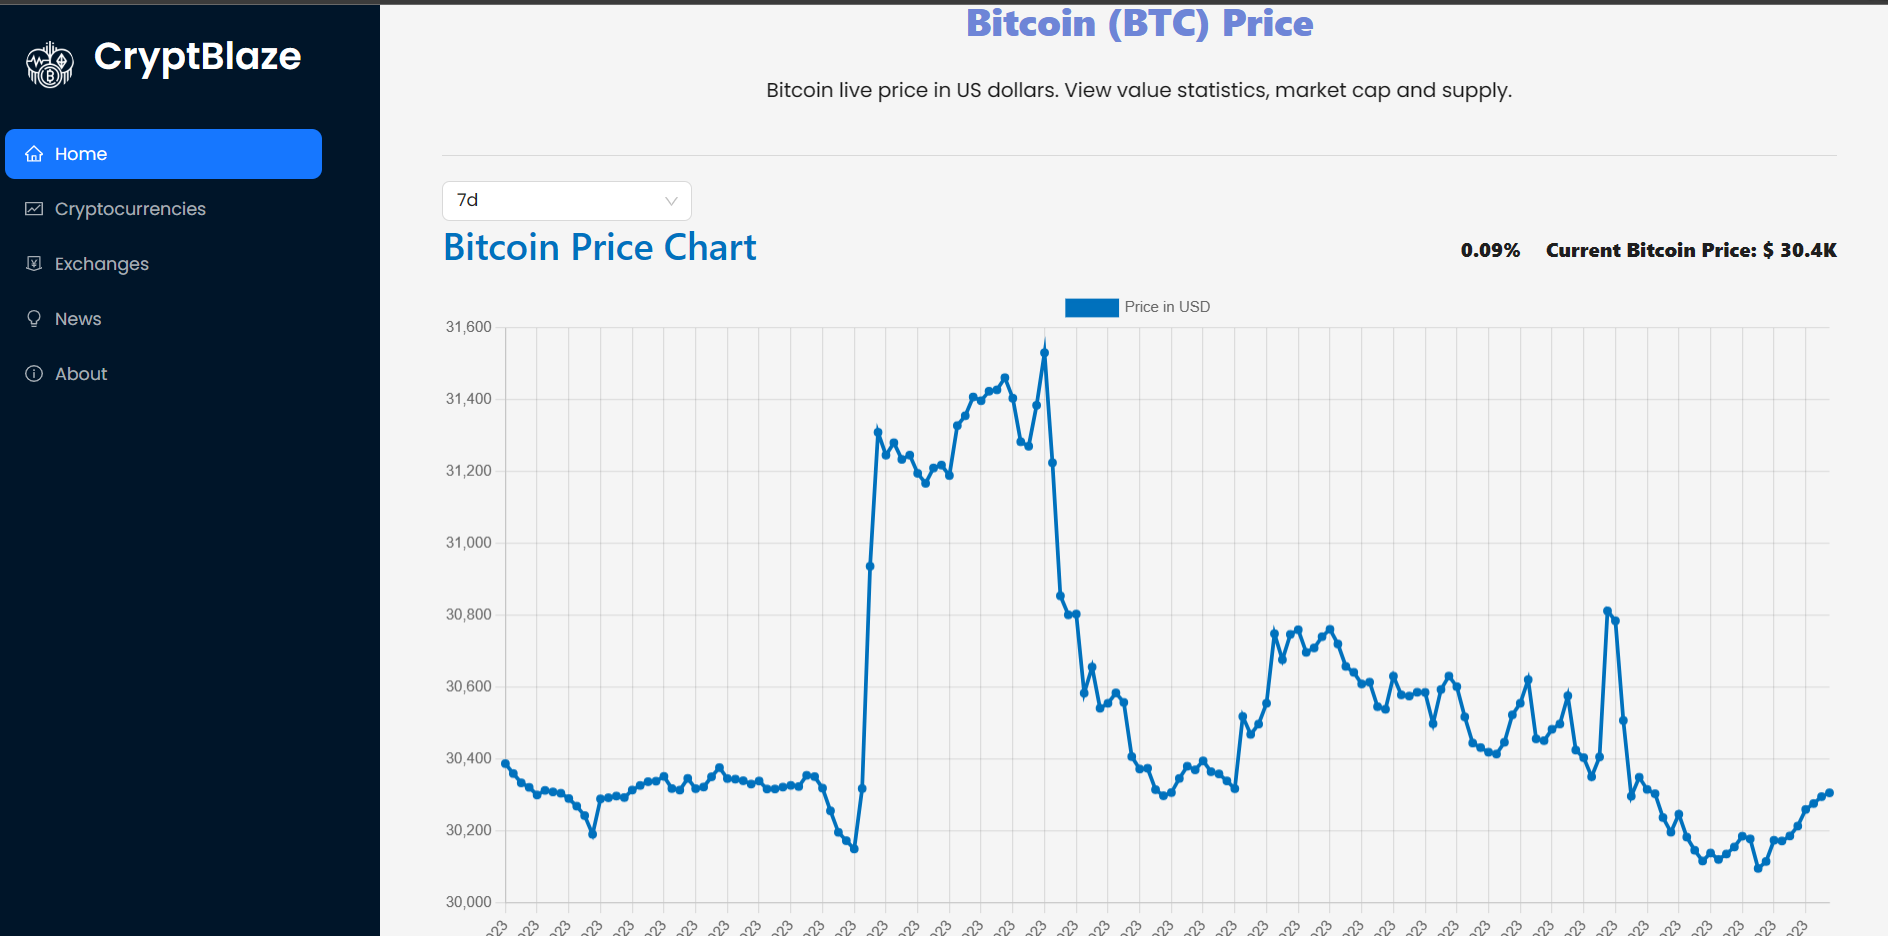 CryptBlaze
Home
Cryptocurrencies
Exchanges
News
About
Bitcoin (BTC) Price
Bitcoin live price in US dollars. View value statistics, market cap and supply.
7d
Bitcoin Price Chart
0.09% Current Bitcoin Price: $ 30.4K
Price in USD
31,600
31,400
31,200
31,000
30,800
30,600
30,400
30,200
30,000